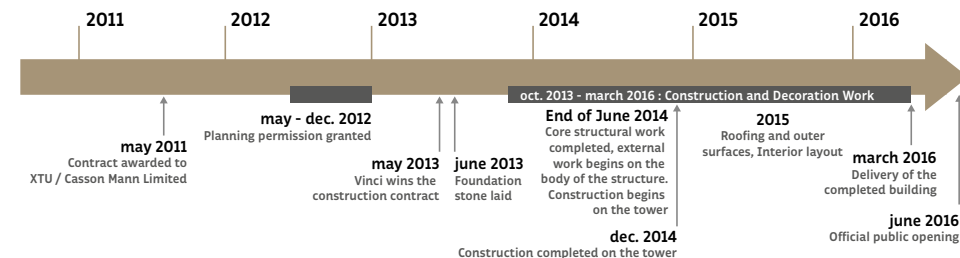 2011
2012
2013
2014
2015
2016
oct. 2013 - march 2016 : Construction and Decoration Work
may 2011
Contract awarded to
XTU / Casson Mann Limited
may - dec. 2012
Planning permission granted
may 2013
Vinci wins the
construction contract
june 2013
Foundation
stone laid
End of June 2014
Core structural work
completed, external
work begins on the
body of the structure.
Construction begins
on the tower
dec. 2014
Construction completed on the tower
2015
Roofing and outer
surfaces, Interior layout
march 2016
Delivery of the
completed building
june 2016
Official public opening